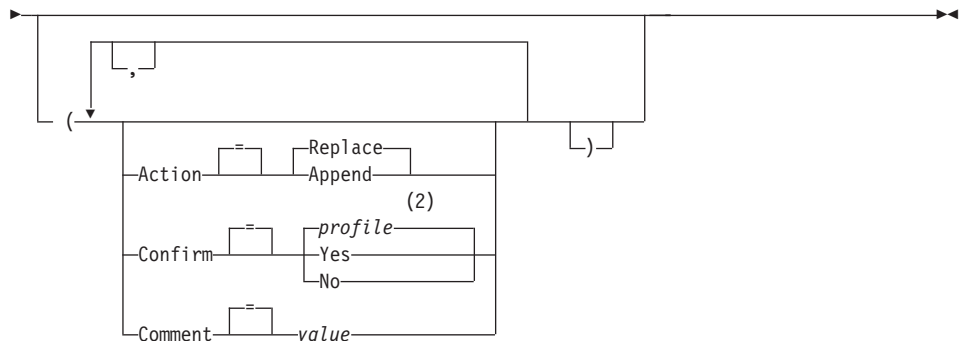 ,
(
)
=
Replace
Action
Append
(2)
=
profile
Confirm
Yes
No
=
Comment
value